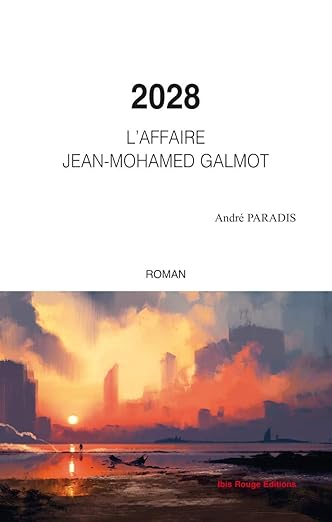 2028
L'AFFAIRE
JEAN-MOHAMED GALMOT
André PARADIS
ROMAN
Ibis Rouge Editions